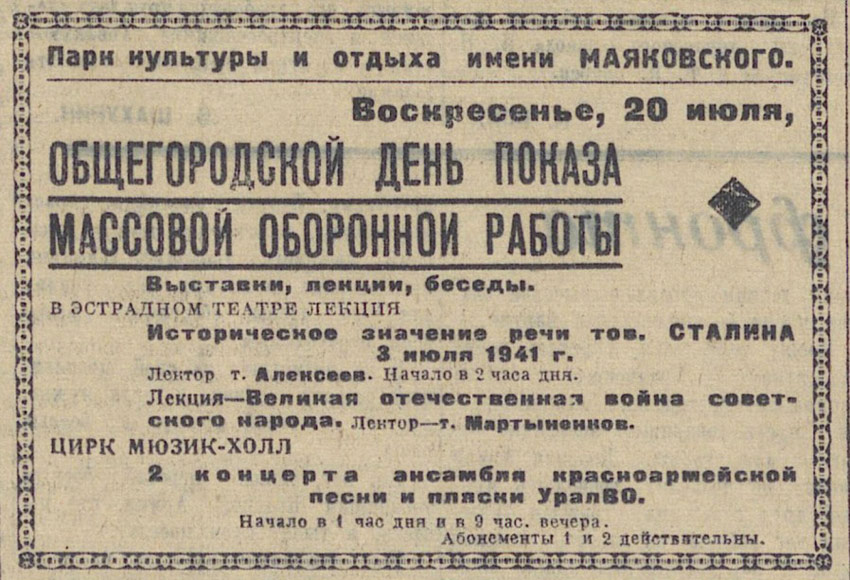 Парк культуры и отдыха имени МАЯКОВСКОГО.
Воскресенье, 20 июля,
ОБЩЕГОРОДСКОЙ ДЕНЬ ПОКАЗА
МАССОВОЙ ОБОРОННОЙ РАБОТЫ
Выставки, лекции, беседы.
В ЭСТРАДНОМ ТЕАТРЕ ЛЕКЦИЯ
Историческое значение речи тов. СТАЛИНА
3 июля 1941 г.
Лектор т. Алексеев. Начало в 2 часа дня.
Лекция—Великая отечественная война совет-
ского народа. Лектор—т. Мартыненков.
ЦИРК МЮЗИК-ХОЛЛ
2 концерта ансамбля красноармейской
песни и пляски УралВО.
Начало в 1 час дня и в 9 час. вечера.
Абонементы 1 и 2 действительны.